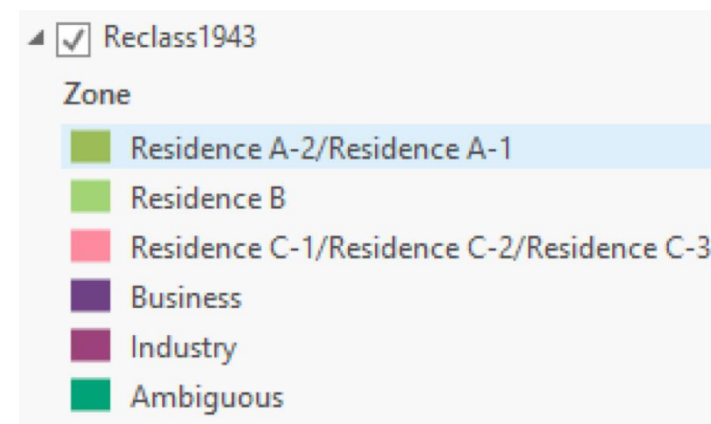 Reclass1943
Zone
Residence A-2/Residence A-1
Residence B
Residence C-1/Residence C-2/Residence C-3
Business
Industry
Ambiguous